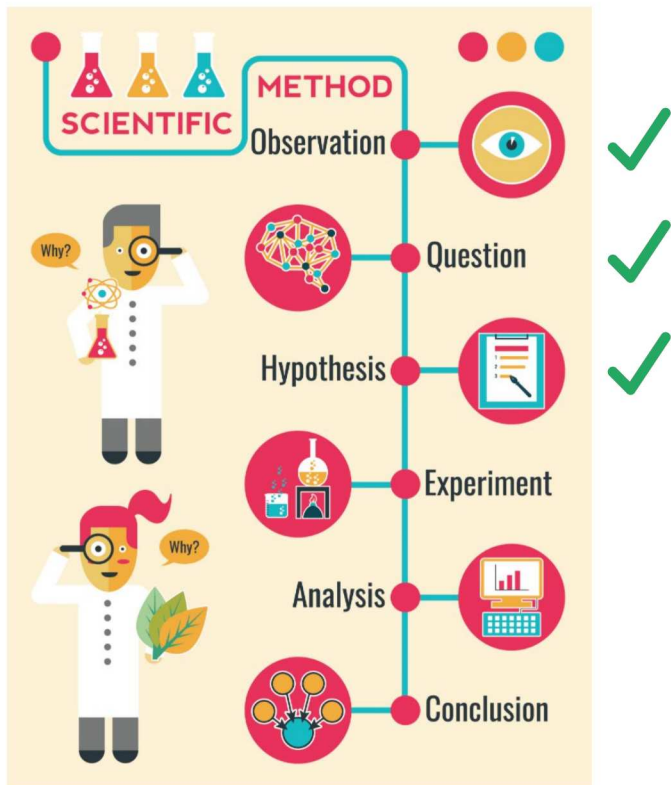 SCIENTIFIC
METHOD
Observation
Why?
Question
Hypothesis
Experiment
Why?
Analysis
Conclusion